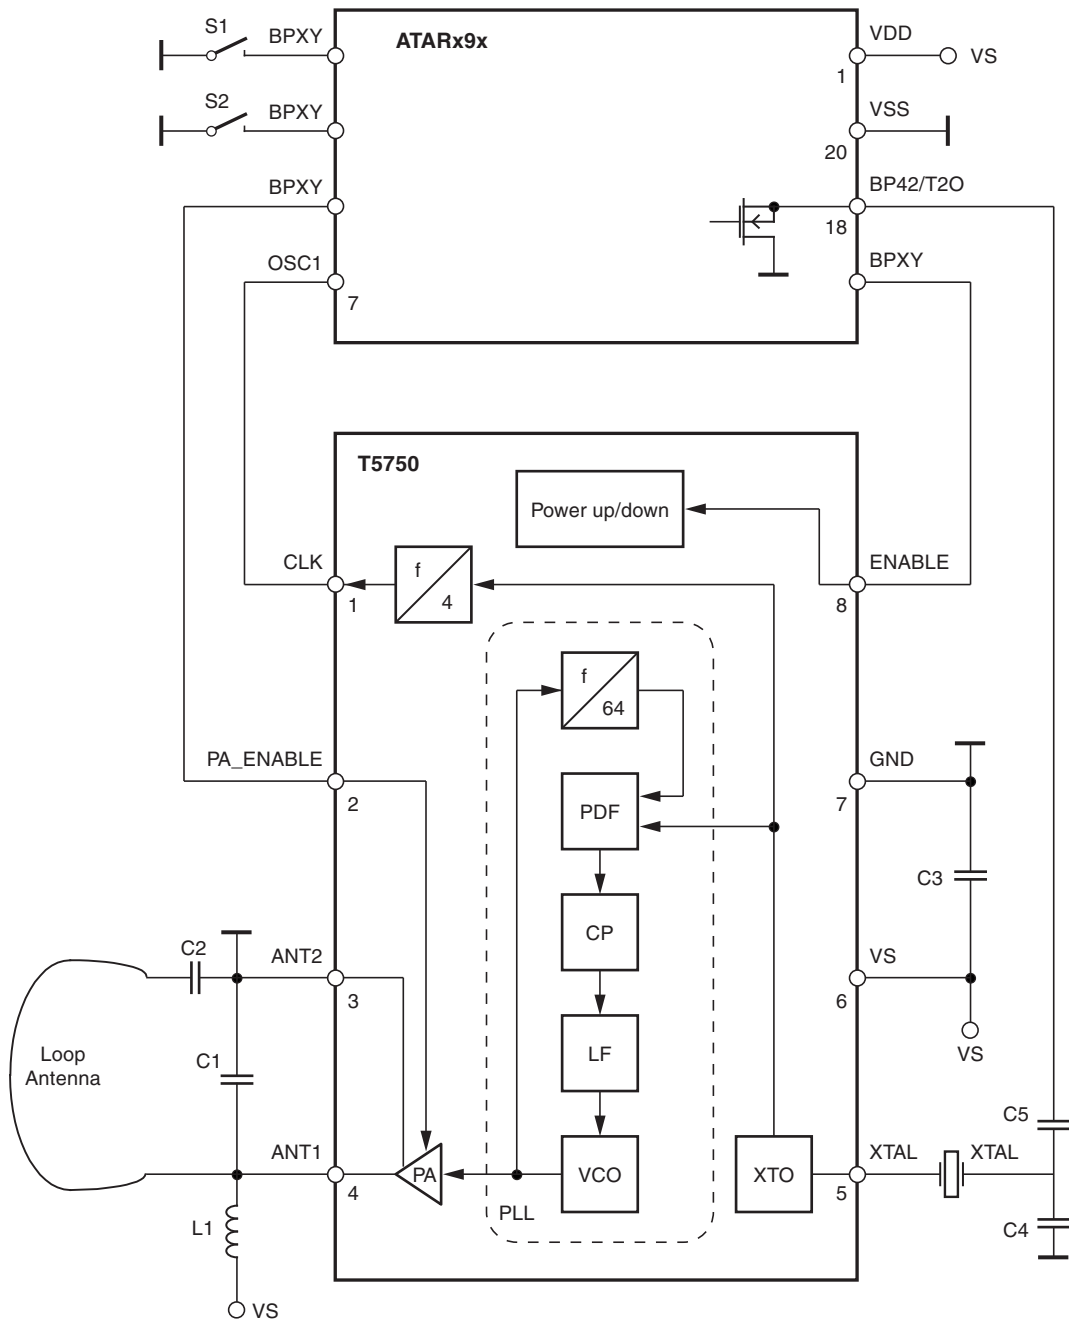 S1
BPXY
ATARx9x
VDD
1
VS
S2
BPXY
VSS
20
BPXY
BP42/T2O
18
OSC1
7
BPXY
T5750
Power up/down
CLK
1
f
4
ENABLE
8
f
64
PA_ENABLE
2
PDF
GND
7
C3
CP
C2
ANT2
3
VS
6
VS
Loop
Antenna
C1
LF
C5
ANT1
4
PA
VCO
XTO
XTAL
5
XTAL
PLL
L1
C4
VS